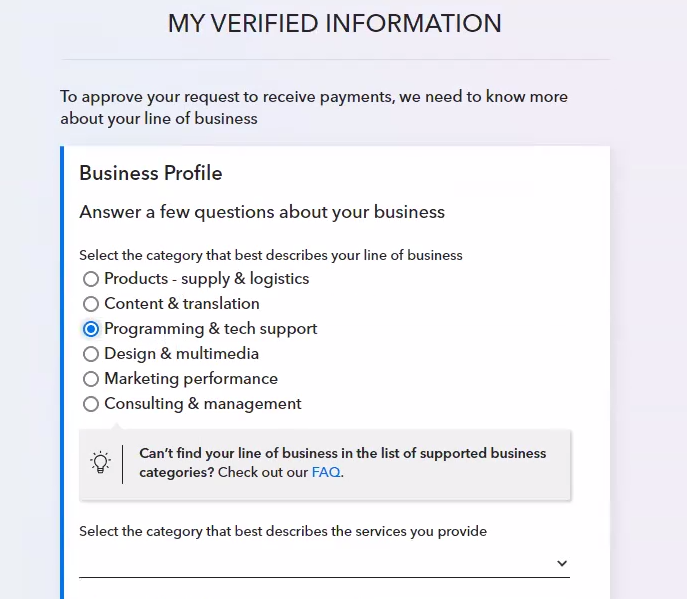 MY VERIFIED INFORMATION
To approve your request to receive payments, we need to know more
about your line of business
Business Profile
Answer a few questions about your business
Select the category that best describes your line of business
Products - supply & logistics
Content & translation
Programming & tech support
Design & multimedia
Marketing performance
Consulting & management
Can't find your line of business in the list of supported business
categories? Check out our FAQ.
Select the category that best describes the services you provide